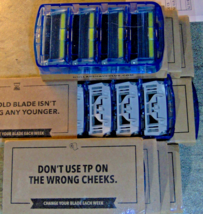 OLD BLADE ISN'T
G ANY YOUNGER.
YOUR BLADE EACH WEEK
DON'T USE TP ON
THE WRONG CHEEKS.
CHANGE YOUR BLADE EACH WEEK